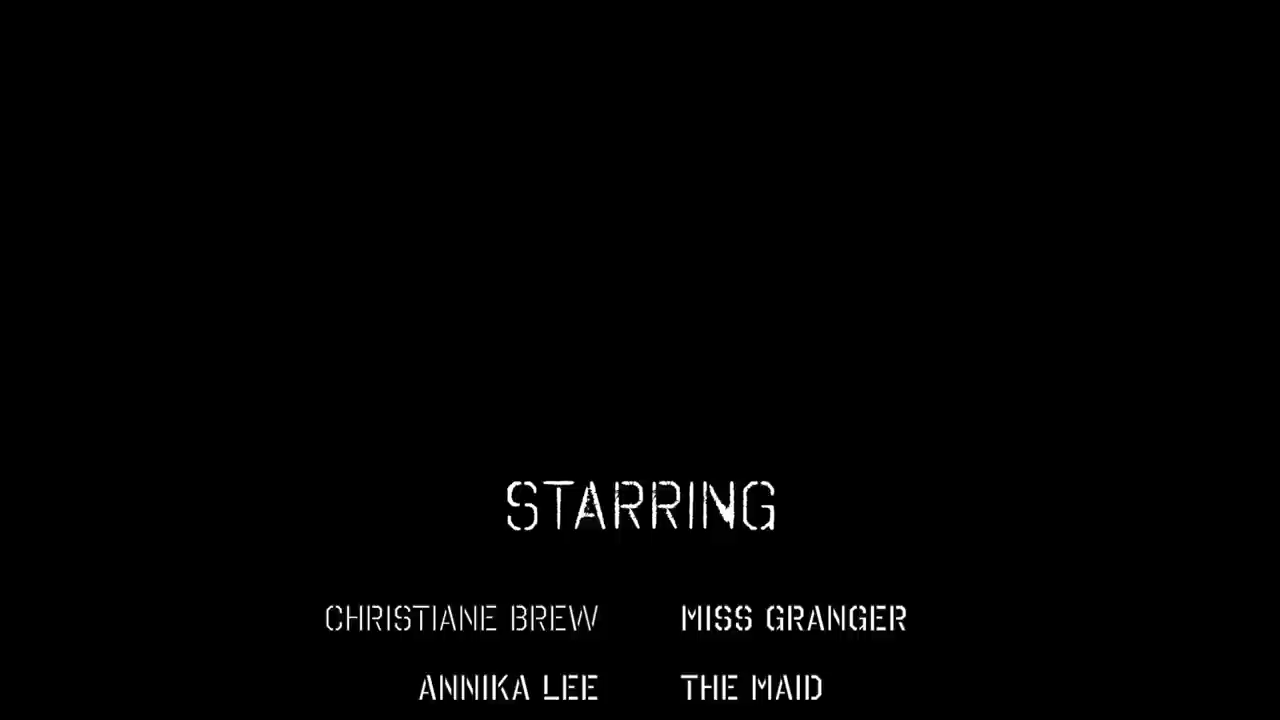 STARRING
CHRISTIANE BREW MISS GRANGER
ANNIKA LEE THE MAID